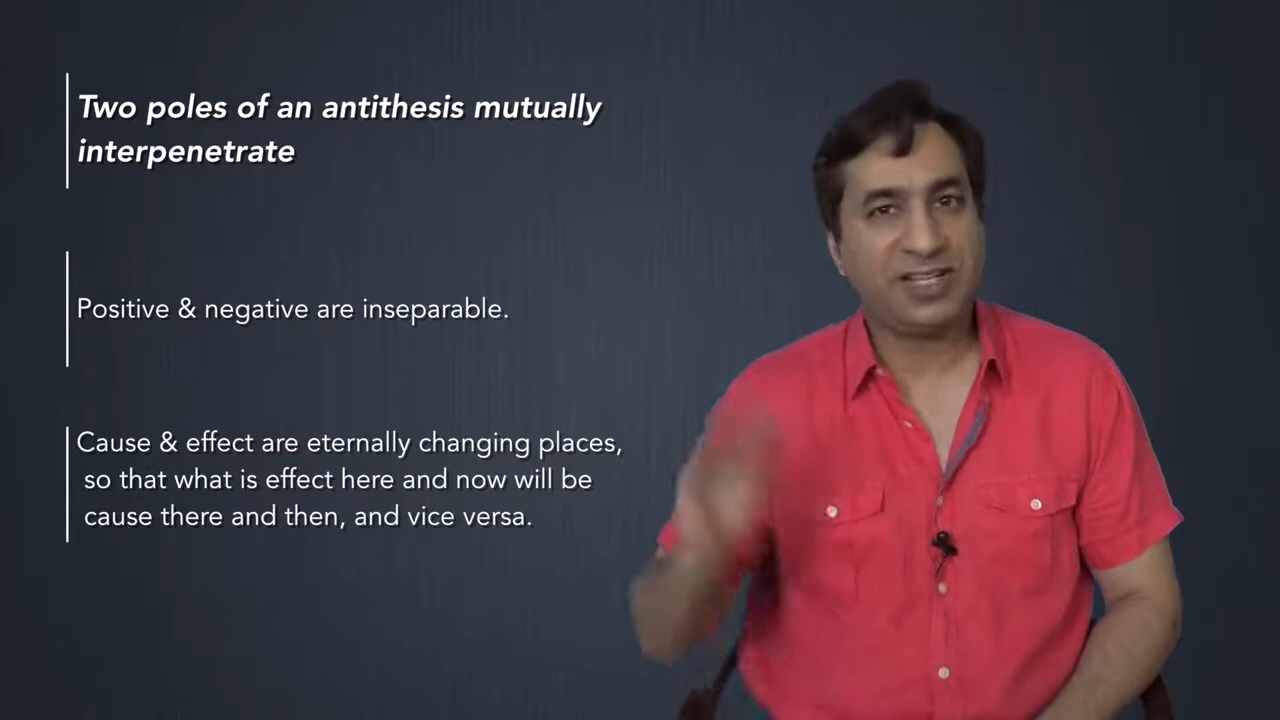 Two poles of an antithesis mutually
interpenetrate
Positive & negative are inseparable.
Cause & effect are eternally changing places,
so that what is effect here and now will be
cause there and then, and vice versa.